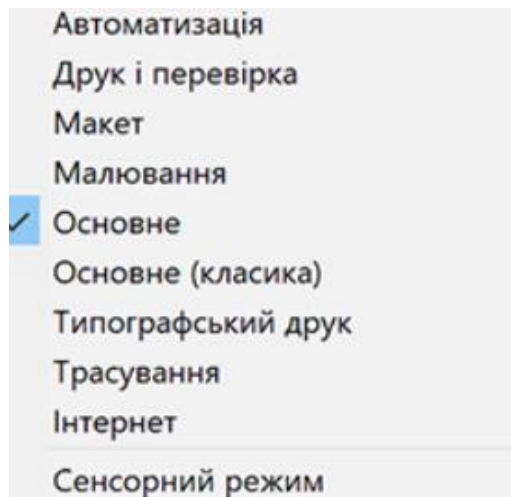 Автоматизація
Друк і перевірка
Макет
Малювання
Основне
Основне (класика)
Типографський друк
Трасування
Інтернет
Сенсорний режим